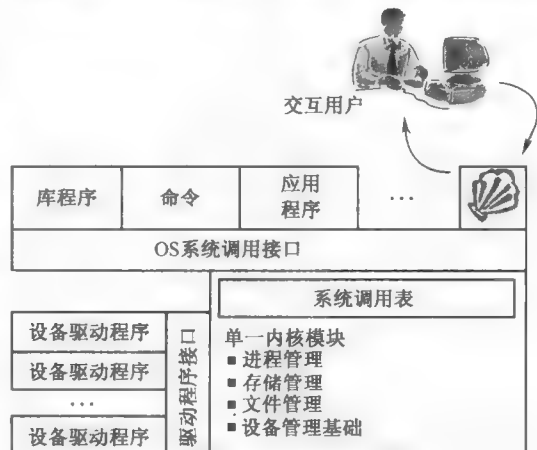 交互用户
库程序
命令
应用
程序
…
OS系统调用接口
系统调用表
设备驱动程序
设备驱动程序
…
设备驱动程序
驱动程序接口
单一内核模块
■进程管理
■存储管理
■文件管理
■设备管理基础